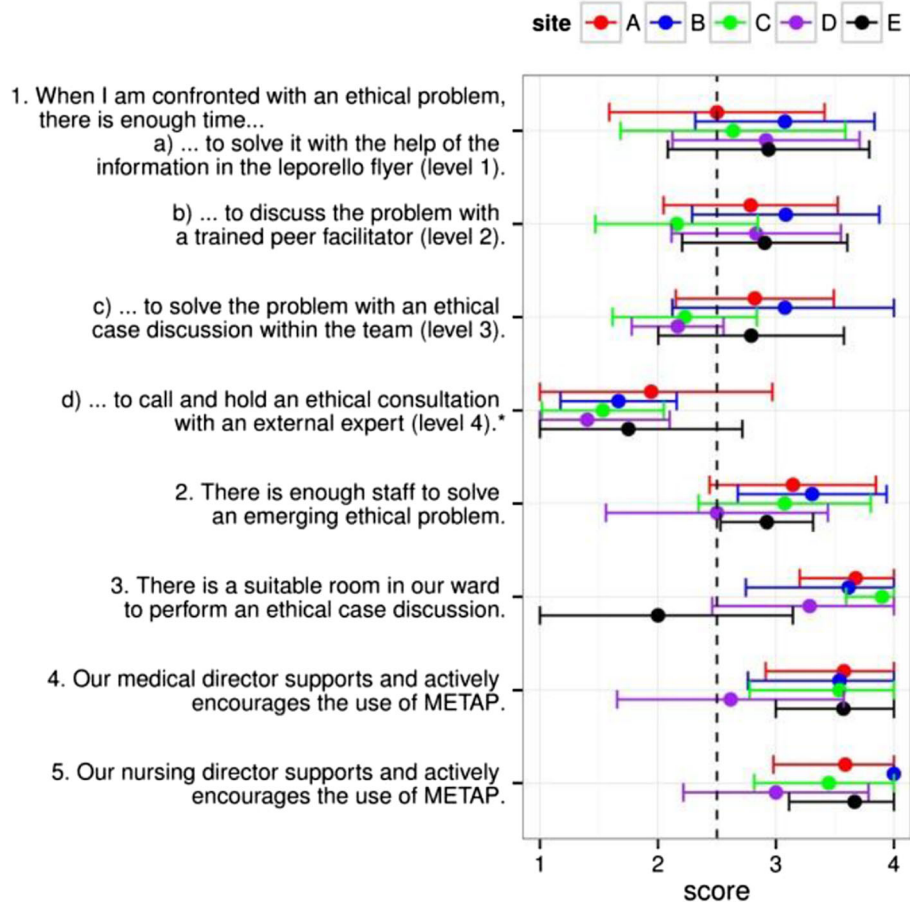 site A B C D E
1. When I am confronted with an ethical problem,
there is enough time...
a) ... to solve it with the help of the
information in the leporello flyer (level 1).
b) ... to discuss the problem with
a trained peer facilitator (level 2).
c) ... to solve the problem with an ethical
case discussion within the team (level 3).
d) ... to call and hold an ethical consultation
with an external expert (level 4).*
2. There is enough staff to solve
an emerging ethical problem.
3. There is a suitable room in our ward
to perform an ethical case discussion.
4. Our medical director supports and actively
encourages the use of METAP.
5. Our nursing director supports and actively
encourages the use of METAP.
1 2 3 4
score